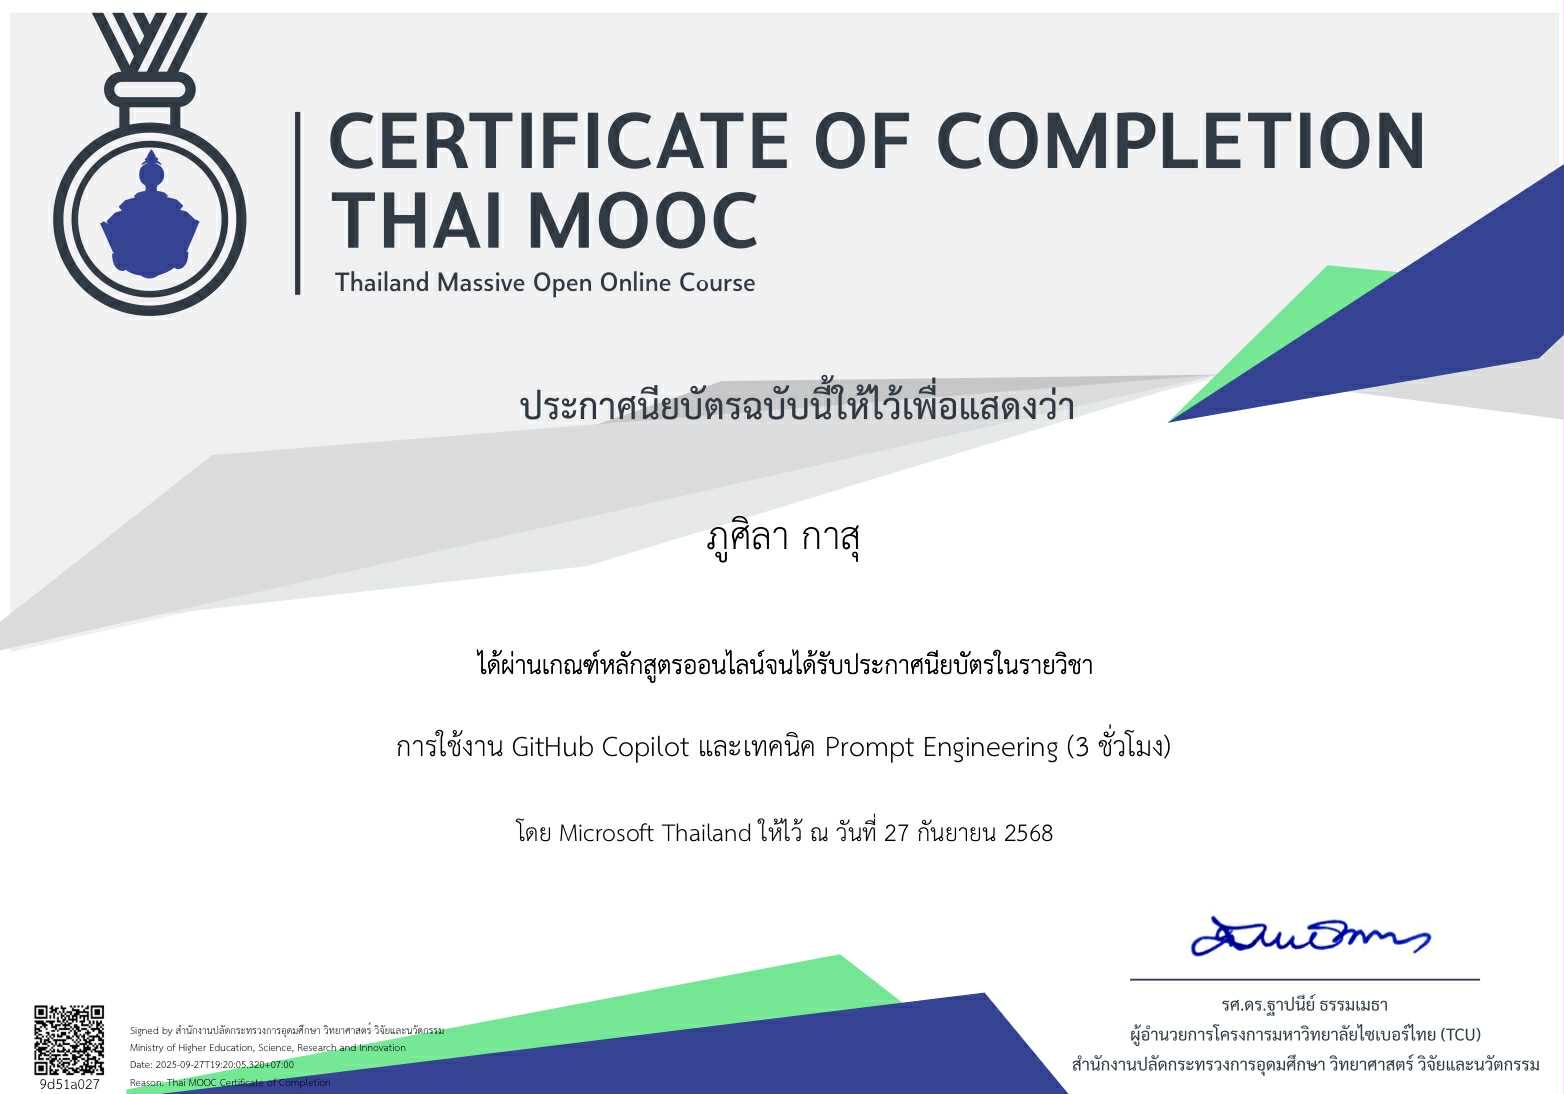 CERTIFICATE OF COMPLETION
THAI MOOC
Thailand Massive Open Online Course
ประกาศนียบัตรฉบับนี้ให้ไว้เพื่อแสดงว่า
ภูศิลา กาสุ
ได้ผ่านเกณฑ์หลักสูตรออนไลน์จนได้รับประกาศนียบัตรในรายวิชา
การใช้งาน GitHub Copilot และเทคนิค Prompt Engineering (3 ชั่วโมง)
โดย Microsoft Thailand ให้ไว้ ณ วันที่ 27 กันยายน 2568
รศ.ดร.ฐาปนีย์ ธรรมเมธา
ผู้อำนวยการโครงการมหาวิทยาลัยไซเบอร์ไทย (TCU)
สำนักงานปลัดกระทรวงการอุดมศึกษา วิทยาศาสตร์ วิจัยและนวัตกรรม
Signed by สำนักงานปลัดกระทรวงการอุดมศึกษา วิทยาศาสตร์ วิจัยและนวัตกรรม
Ministry of Higher Education, Science, Research and Innovation
Date: 2025-09-27T19:20:05.320+07:00
Reason: Thai MOOC Certificate of Completion
9d51a027